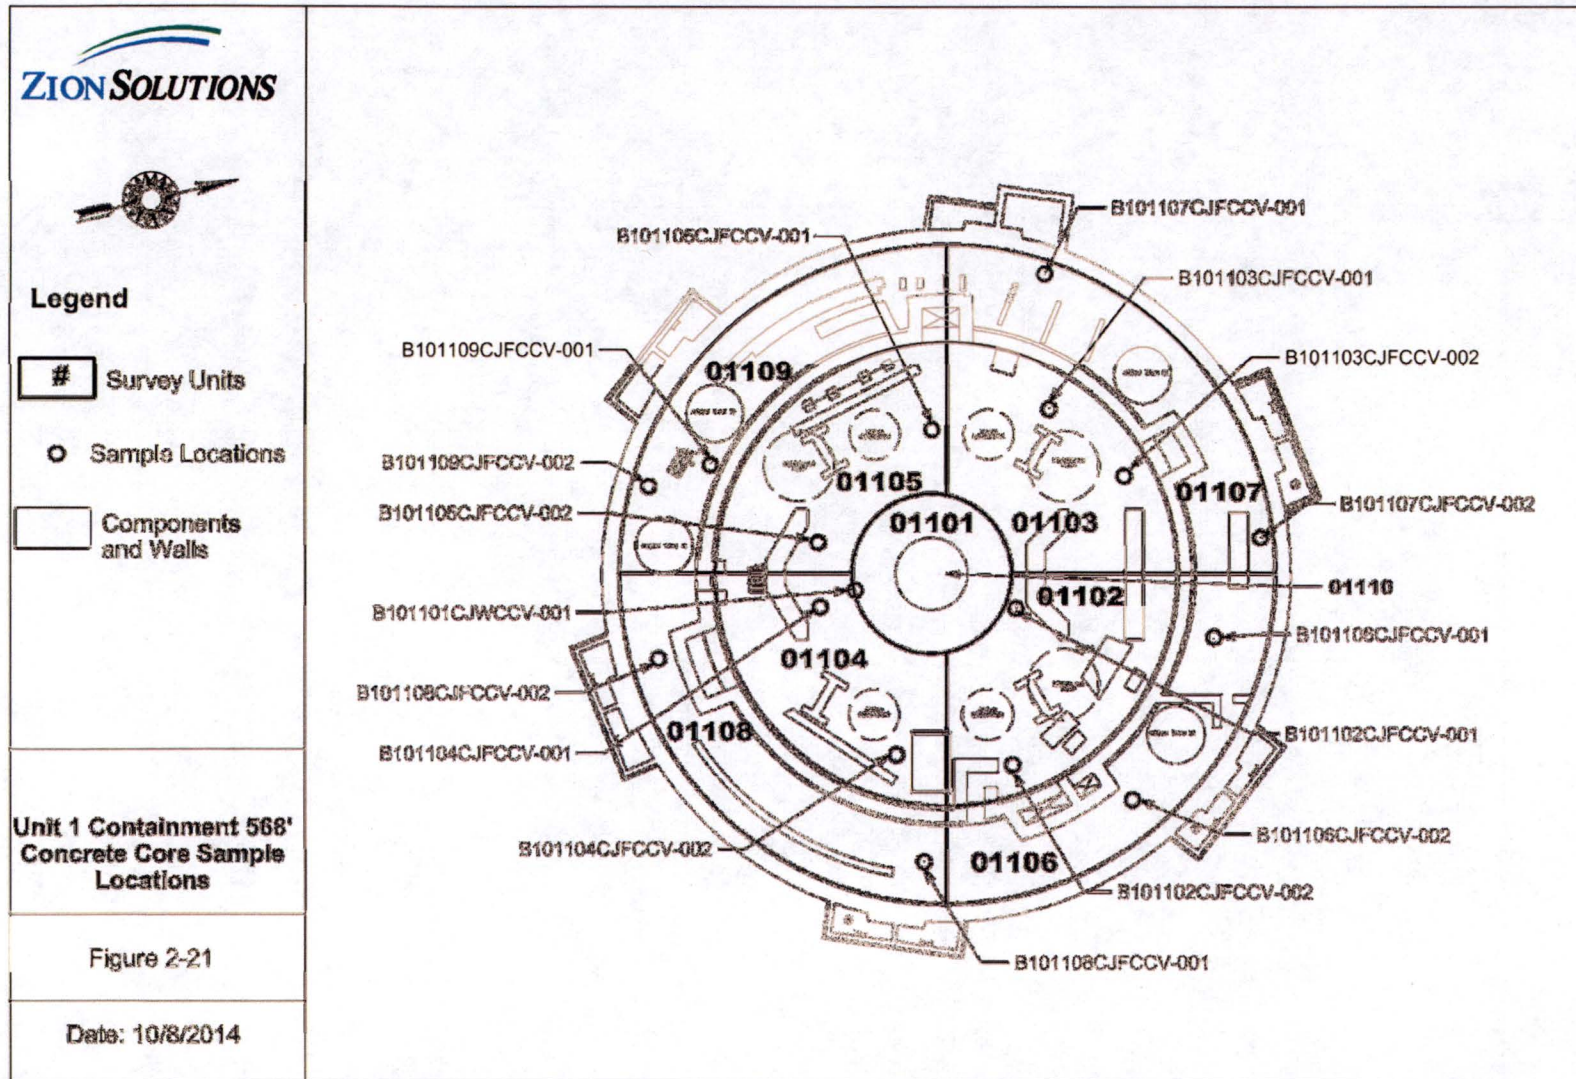 ZIONSOLUTIONS
Legend
# Survey Units
Sample Locations
Components
and Walls
Unit 1 Containment 568'
Concrete Core Sample
Locations
Figure 2-21
Date: 10/8/2014
B101107CJFCCV-001
B101105CJFCCV-001
B101103CJFCCV-001
B101109CJFCCV-001
B101103CJFCCV-002
01109
B101109CJFCCV-002
01105
01107
B101105CJFCCV-002
01101
01103
B101107CJFCCV-002
01110
01102
B101101CJWCCV-001
B101106CJFCCV-001
01104
B101108CJFCCV-002
01108
B101102CJFCCV-001
B101104CJFCCV-001
B101106CJFCCV-002
B101104CJFCCV-002
01106
B101102CJFCCV-002
B101108CJFCCV-001